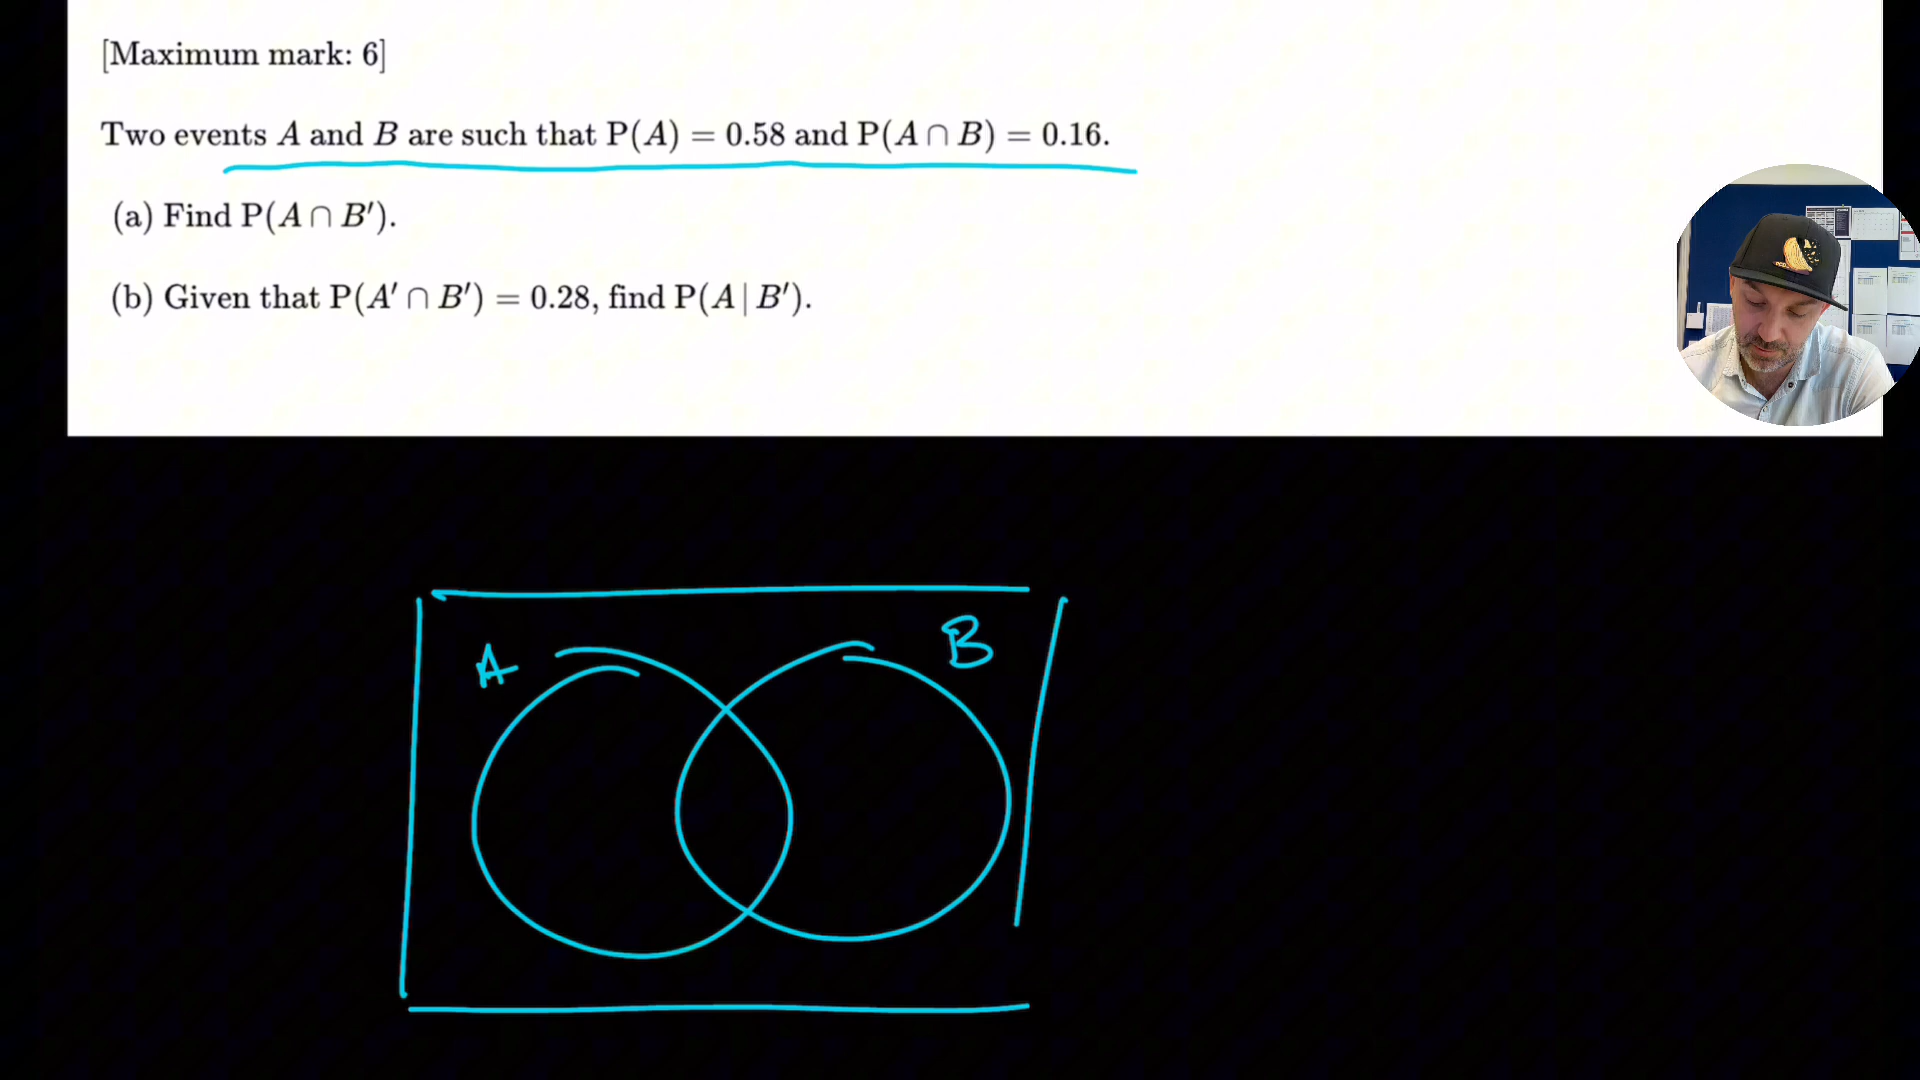 [Maximum mark: 6]
Two events A and B are such that P(A) = 0.58 and P(A ∩ B) = 0.16.
(a) Find P(A ∩ B′).
(b) Given that P(A′ ∩ B′) = 0.28, find P(A | B′).
A B